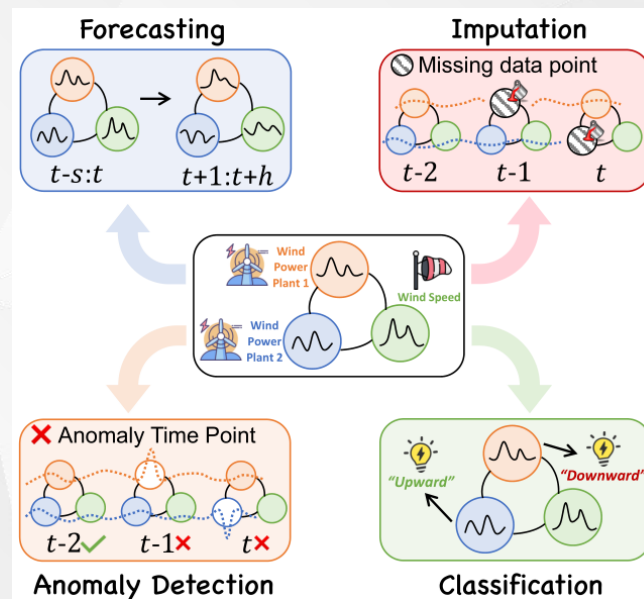 Forecasting
t-s:t
t+1:t+h
Imputation
Missing data point
t-2
t-1
t
Wind
Power
Plant 1
Wind Speed
Wind
Power
Plant 2
Anomaly Time Point
t-2
t-1
t
Anomaly Detection
"Upward"
"Downward"
Classification